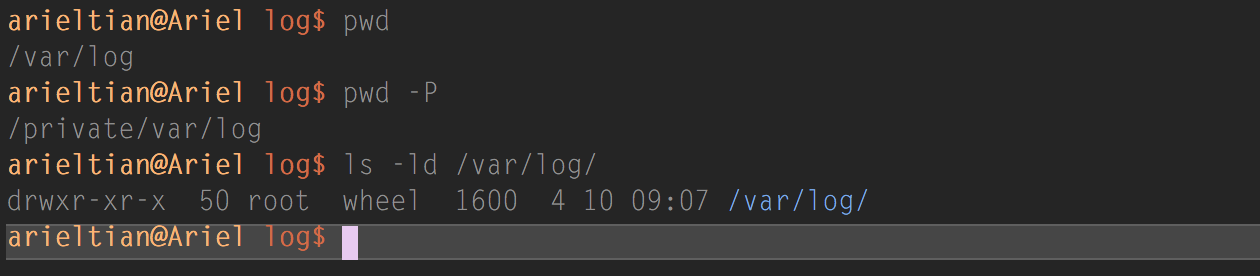 arieltian@Ariel log$ pwd
/var/log
arieltian@Ariel log$ pwd -P
/private/var/log
arieltian@Ariel log$ ls -ld /var/log/
drwxr-xr-x  50 root  wheel  1600  4 10 09:07 /var/log/
arieltian@Ariel log$